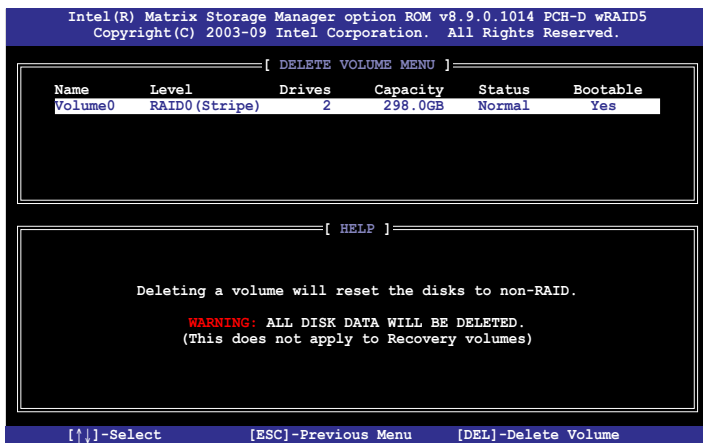 Intel(R) Matrix Storage Manager option ROM v8.9.0.1014 PCH-D wRAID5
Copyright(C) 2003-09 Intel Corporation. All Rights Reserved.
[ DELETE VOLUME MENU ]
Name Level Drives Capacity Status Bootable
Volume0 RAID0(Stripe) 2 298.0GB Normal Yes
[ HELP ]
Deleting a volume will reset the disks to non-RAID.
WARNING: ALL DISK DATA WILL BE DELETED.
(This does not apply to Recovery volumes)
[↑↓]-Select [ESC]-Previous Menu [DEL]-Delete Volume